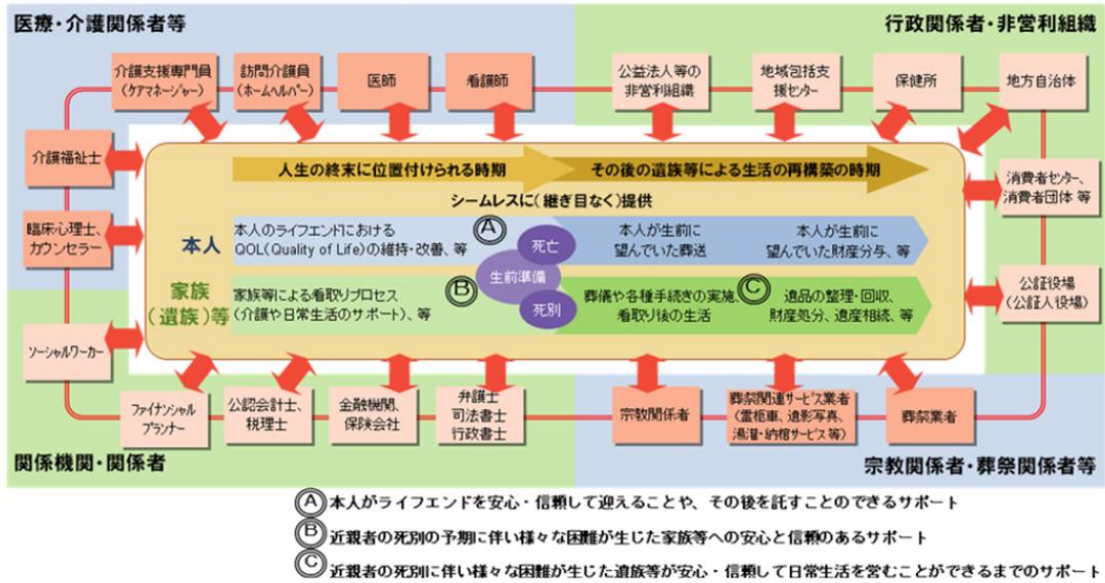 医療・介護関係者等
行政関係者・非営利組織
介護支援専門員
(ケアマネージャー)
訪問介護員
(ホームヘルパー)
医師
看護師
公益法人等の
非営利組織
地域包括支
援センター
保健所
地方自治体
介護福祉士
臨床心理士、
カウンセラー
ソーシャルワーカー
人生の終末に位置付けられる時期
その後の遺族等による生活の再構築の時期
シームレスに(継ぎ目なく)提供
本人
本人のライフエンドにおける
QOL(Quality of Life)の維持・改善、等
A
死亡
本人が生前に
望んでいた葬送
本人が生前に
望んでいた財産分与、等
生前準備
家族
(遺族)等
家族等による看取りプロセス
(介護や日常生活のサポート)、等
B
死別
葬儀や各種手続きの実施、
看取り後の生活
C
遺品の整理・回収、
財産処分、遺産相続、等
消費者センター、
消費者団体 等
公証役場
(公証人役場)
ファイナンシャル
プランナー
公認会計士、
税理士
金融機関、
保険会社
弁護士
司法書士
行政書士
宗教関係者
葬祭関連サービス業者
(霊柩車、遺影写真、
湯灌・納棺サービス等)
葬祭業者
関係機関・関係者
宗教関係者・葬祭関係者等
A 本人がライフエンドを安心・信頼して迎えることや、その後を託すことのできるサポート
B 近親者の死別の予期に伴い様々な困難が生じた家族等への安心と信頼のあるサポート
C 近親者の死別に伴い様々な困難が生じた遺族等が安心・信頼して日常生活を営むことができるまでのサポート